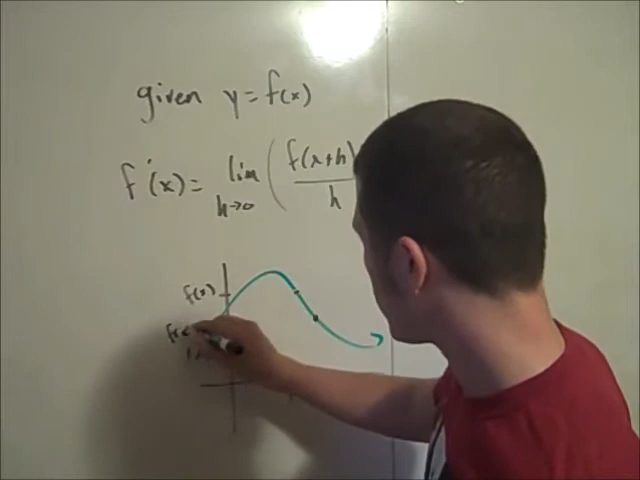 given y=f(x)
f'(x)= lim h→0 ( f(x+h) / h
f(x)
f(x